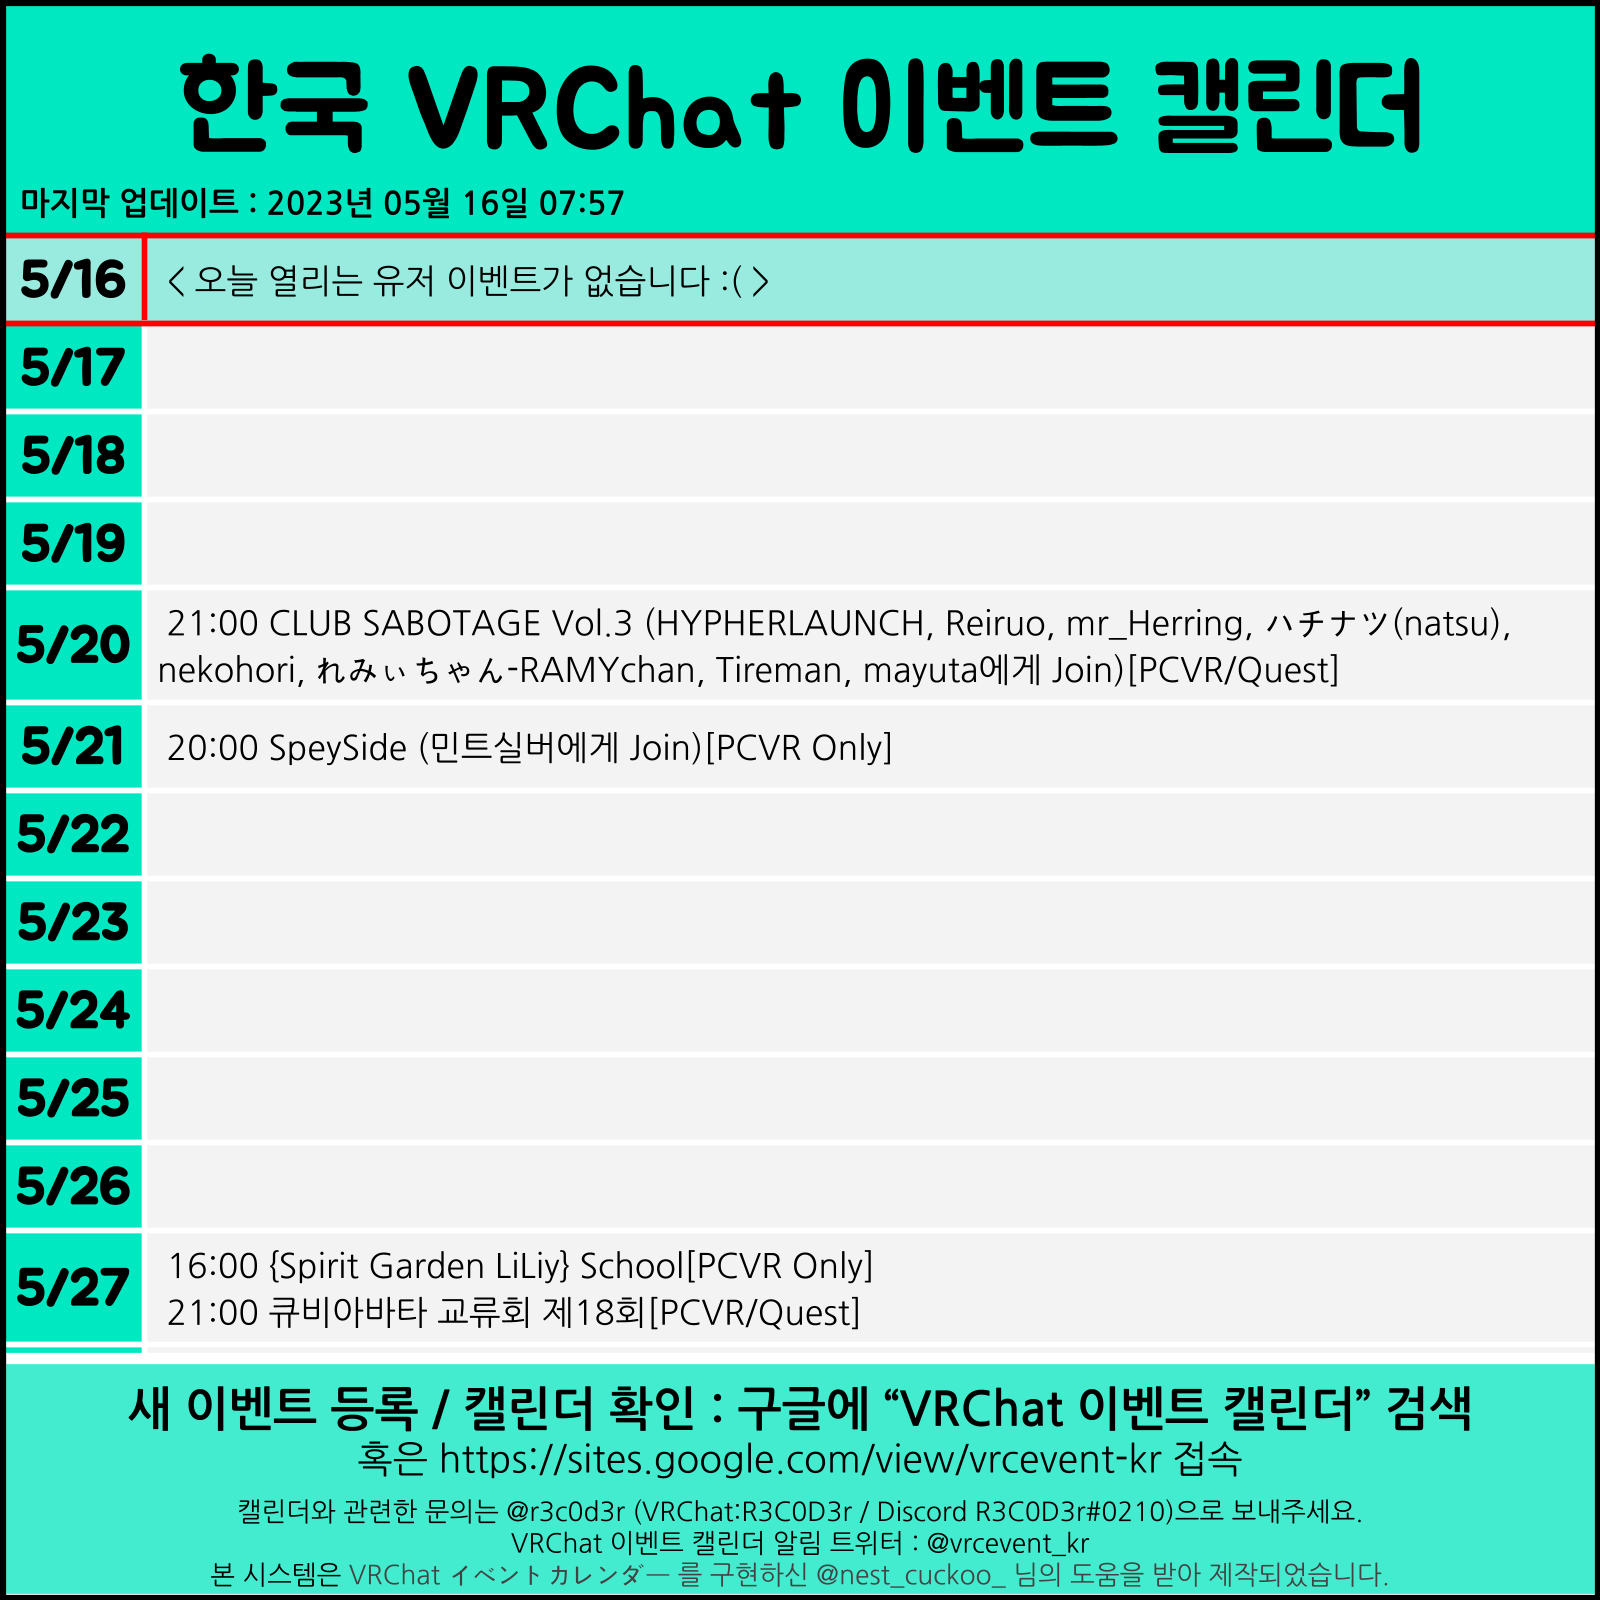 한국 VRChat 이벤트 캘린더
마지막 업데이트 : 2023년 05월 16일 07:57
5/16 < 오늘 열리는 유저 이벤트가 없습니다 :( >
5/17
5/18
5/19
5/20 21:00 CLUB SABOTAGE Vol.3 (HYPHERLAUNCH, Reiruo, mr_Herring, ハチナツ(natsu),
nekohori, れみぃちゃん-RAMYchan, Tireman, mayuta에게 Join)[PCVR/Quest]
5/21 20:00 SpeySide (민트실버에게 Join)[PCVR Only]
5/22
5/23
5/24
5/25
5/26
5/27 16:00 {Spirit Garden LiLiy} School[PCVR Only]
21:00 큐비아바타 교류회 제18회[PCVR/Quest]
새 이벤트 등록 / 캘린더 확인 : 구글에 “VRChat 이벤트 캘린더” 검색
혹은 https://sites.google.com/view/vrcevent-kr 접속
캘린더와 관련한 문의는 @r3c0d3r (VRChat:R3C0D3r / Discord R3C0D3r#0210)으로 보내주세요.
VRChat 이벤트 캘린더 알림 트위터 : @vrcevent_kr
본 시스템은 VRChat イベントカレンダー 를 구현하신 @nest_cuckoo_ 님의 도움을 받아 제작되었습니다.